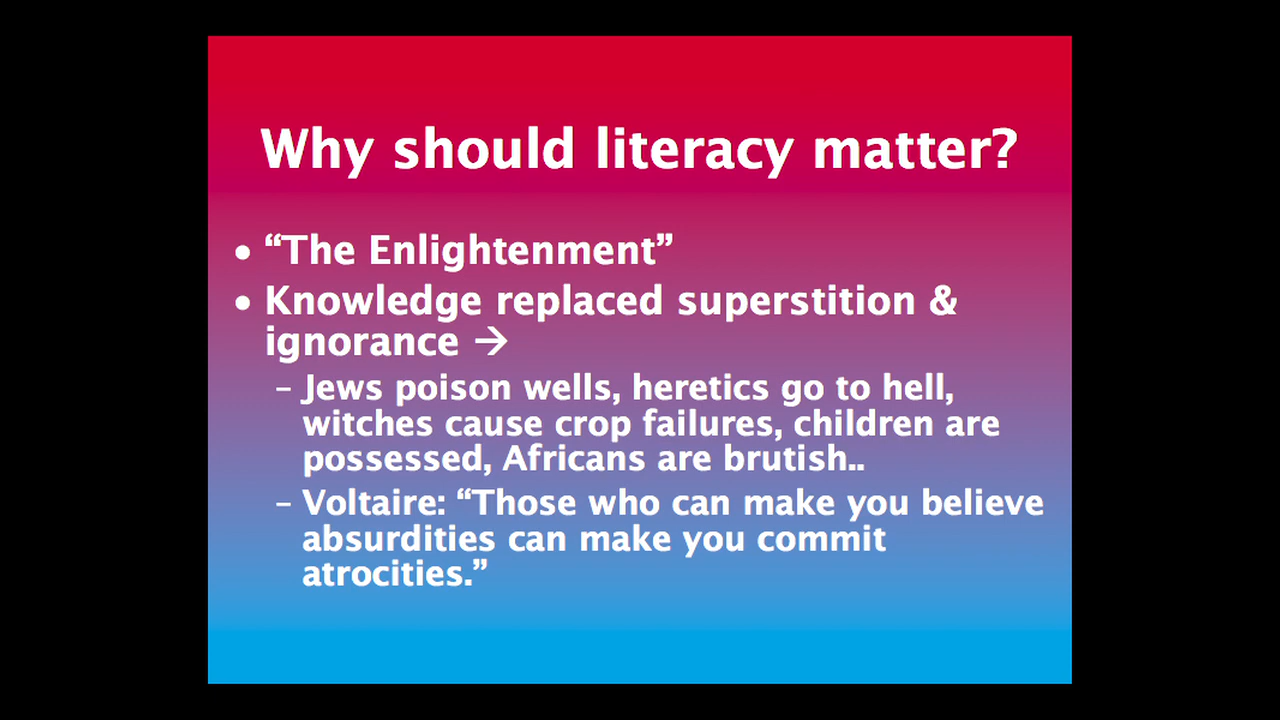 Why should literacy matter?
• “The Enlightenment”
• Knowledge replaced superstition &
ignorance →
– Jews poison wells, heretics go to hell,
witches cause crop failures, children are
possessed, Africans are brutish..
– Voltaire: “Those who can make you believe
absurdities can make you commit
atrocities.”